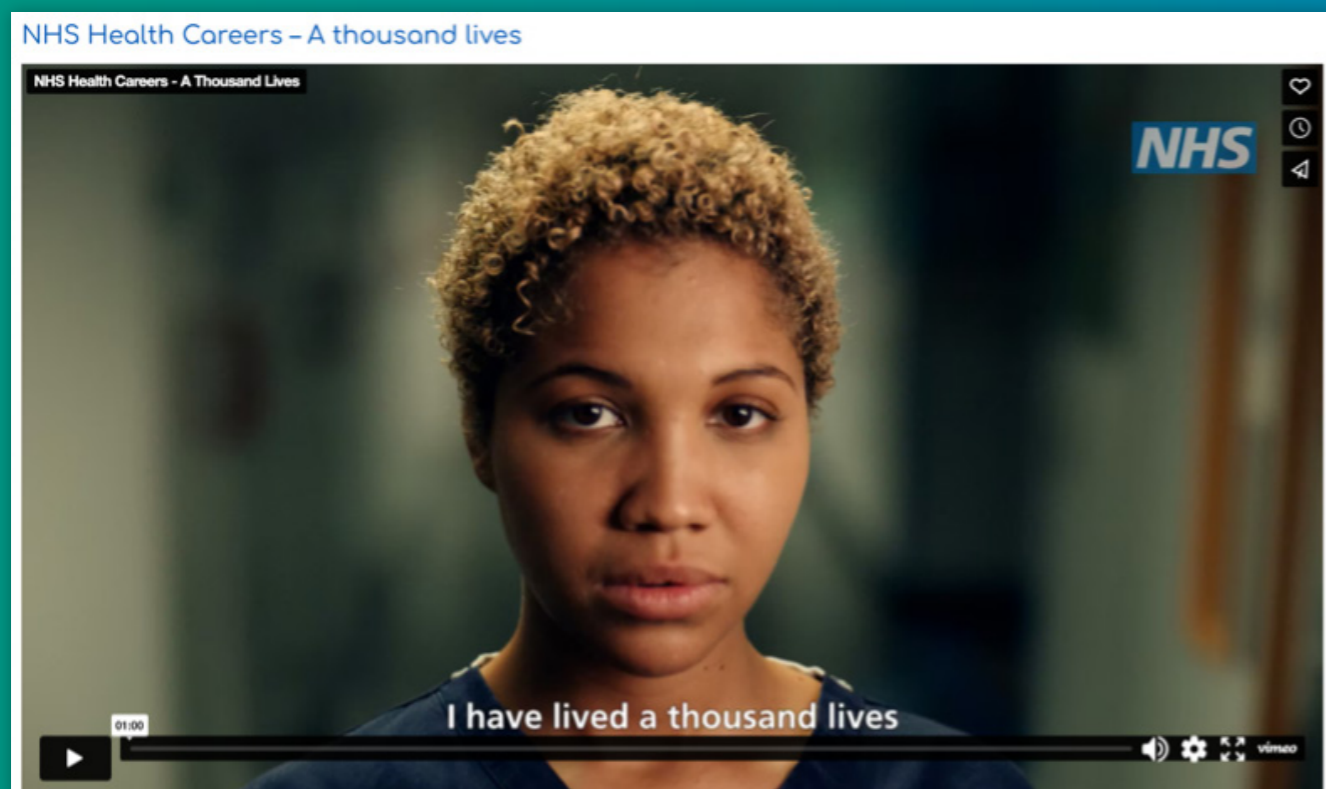 NHS Health Careers – A thousand lives
NHS Health Careers - A Thousand Lives
NHS
I have lived a thousand lives
01:00
vimeo